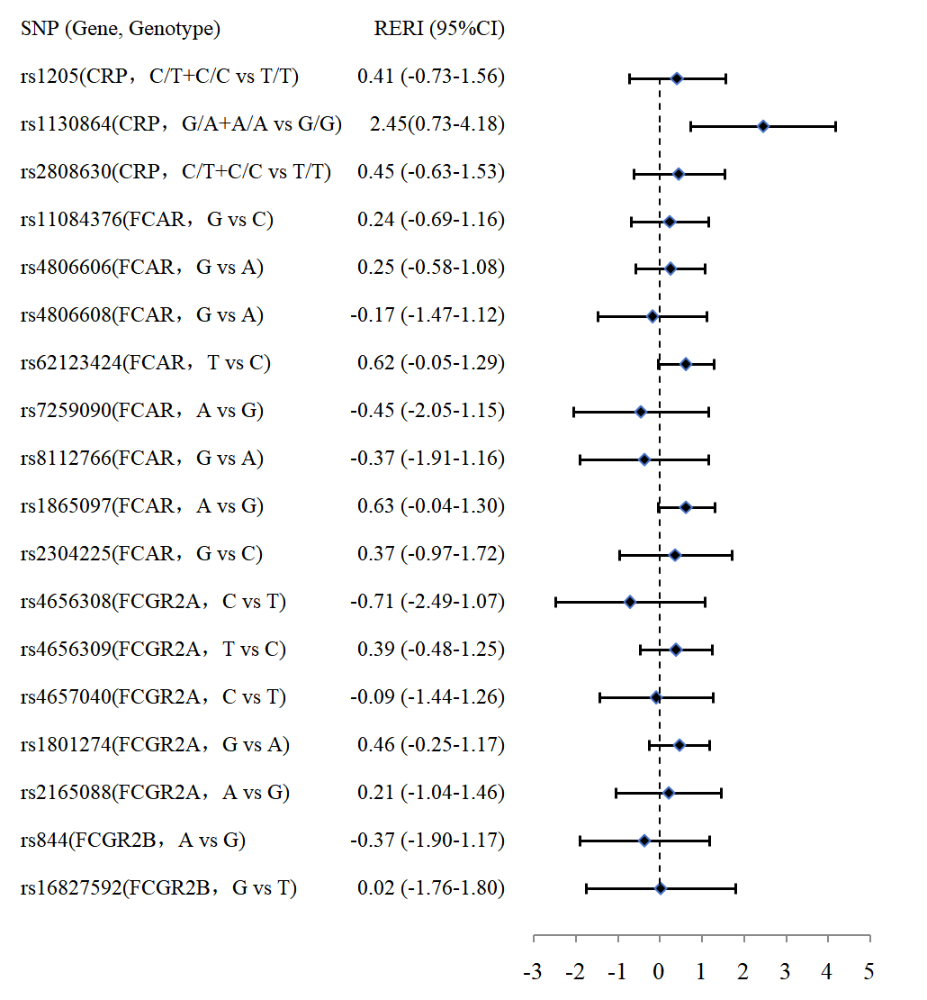 SNP (Gene, Genotype) RERI (95%CI)
rs1205(CRP，C/T+C/C vs T/T) 0.41 (-0.73-1.56)
rs1130864(CRP，G/A+A/A vs G/G) 2.45(0.73-4.18)
rs2808630(CRP，C/T+C/C vs T/T) 0.45 (-0.63-1.53)
rs11084376(FCAR，G vs C) 0.24 (-0.69-1.16)
rs4806606(FCAR，G vs A) 0.25 (-0.58-1.08)
rs4806608(FCAR，G vs A) -0.17 (-1.47-1.12)
rs62123424(FCAR，T vs C) 0.62 (-0.05-1.29)
rs7259090(FCAR，A vs G) -0.45 (-2.05-1.15)
rs8112766(FCAR，G vs A) -0.37 (-1.91-1.16)
rs1865097(FCAR，A vs G) 0.63 (-0.04-1.30)
rs2304225(FCAR，G vs C) 0.37 (-0.97-1.72)
rs4656308(FCGR2A，C vs T) -0.71 (-2.49-1.07)
rs4656309(FCGR2A，T vs C) 0.39 (-0.48-1.25)
rs4657040(FCGR2A，C vs T) -0.09 (-1.44-1.26)
rs1801274(FCGR2A，G vs A) 0.46 (-0.25-1.17)
rs2165088(FCGR2A，A vs G) 0.21 (-1.04-1.46)
rs844(FCGR2B，A vs G) -0.37 (-1.90-1.17)
rs16827592(FCGR2B，G vs T) 0.02 (-1.76-1.80)
-3 -2 -1 0 1 2 3 4 5